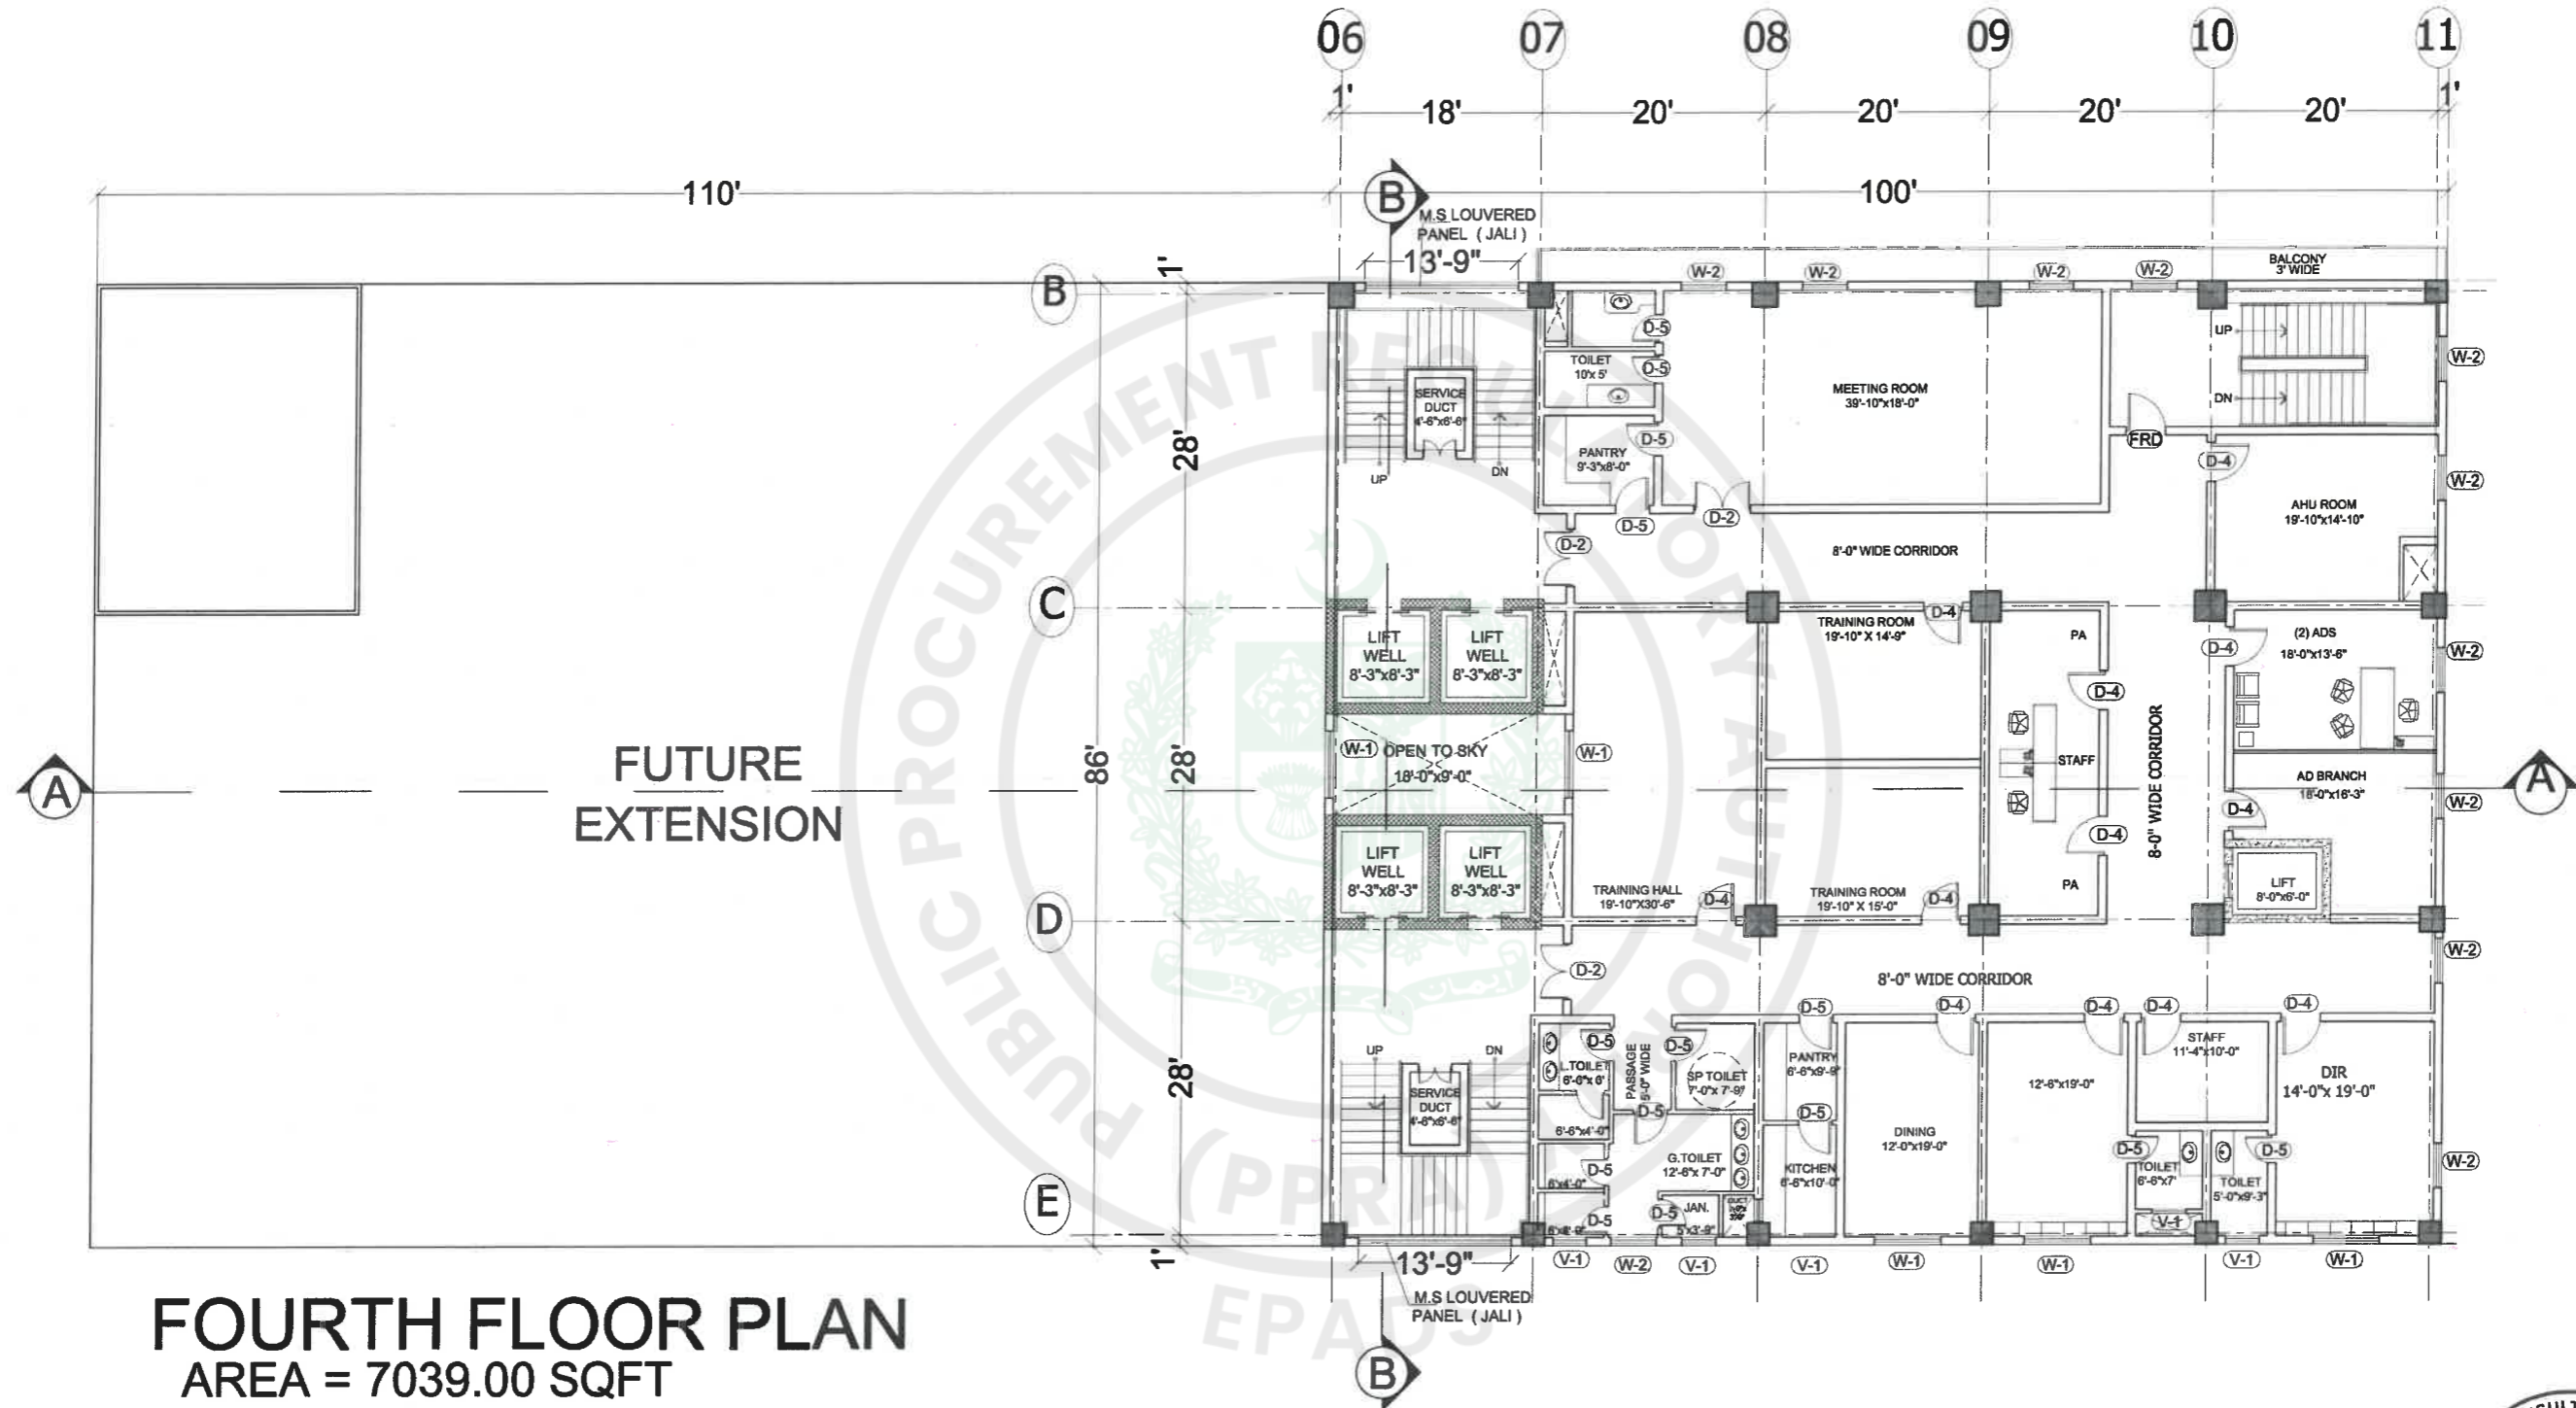 06
07
08
09
10
11
1'
18'
20'
20'
20'
20'
1'
110'
100'
B
M.S LOUVERED
PANEL ( JALI )
13'-9"
BALCONY
3' WIDE
W-2
W-2
W-2
W-2
B
1'
D-5
TOILET
10'x 5'
D-5
UP
DN
W-2
SERVICE
DUCT
4'-6"x6'-6"
MEETING ROOM
39'-10"x18'-0"
28'
PANTRY
9'-3"x8'-0"
D-5
FRD
D-4
UP
DN
W-2
D-5
D-2
AHU ROOM
19'-10"x14'-10"
D-2
8'-0" WIDE CORRIDOR
C
LIFT
WELL
8'-3"x8'-3"
LIFT
WELL
8'-3"x8'-3"
TRAINING ROOM
19'-10" X 14'-9"
D-4
PA
D-4
(2) ADS
18'-0"x13'-6"
W-2
D-4
FUTURE
EXTENSION
A
86'
28'
W-1
OPEN TO SKY
18'-0"x9'-0"
W-1
STAFF
8-0" WIDE CORRIDOR
AD BRANCH
18'-0"x16'-3"
A
W-2
D-4
D-4
LIFT
WELL
8'-3"x8'-3"
LIFT
WELL
8'-3"x8'-3"
TRAINING HALL
19'-10"X30'-6"
D-4
TRAINING ROOM
19'-10" X 15'-0"
D-4
PA
LIFT
8'-0"x6'-0"
D
D-2
8'-0" WIDE CORRIDOR
W-2
D-5
D-4
D-4
D-4
D-4
28'
UP
DN
SERVICE
DUCT
4'-6"x6'-6"
D-5
L.TOILET
6'-6"x 6'
PASSAGE
5'-0" WIDE
D-5
SP TOILET
7'-0"x 7'-9"
PANTRY
6'-6"x9'-9"
STAFF
11'-4"x10'-0"
12'-6"x19'-0"
DIR
14'-0"x 19'-0"
D-5
D-5
6'-6"x4'-0"
DINING
12'-0"x19'-0"
G.TOILET
12'-6"x 7'-0"
KITCHEN
6'-6"x10'-0"
D-5
6'x4'-0"
D-5
TOILET
6'-6"x7'
D-5
TOILET
5'-0"x9'-3"
W-2
E
D-5
D-5
JAN.
5'x3'-9"
V-1
1'
13'-9"
V-1
W-2
V-1
V-1
W-1
W-1
V-1
W-1
M.S LOUVERED
PANEL ( JALI )
B
FOURTH FLOOR PLAN
AREA = 7039.00 SQFT
PUBLIC PROCUREMENT REGULATORY AUTHORITY
(PPRA)
EPADS